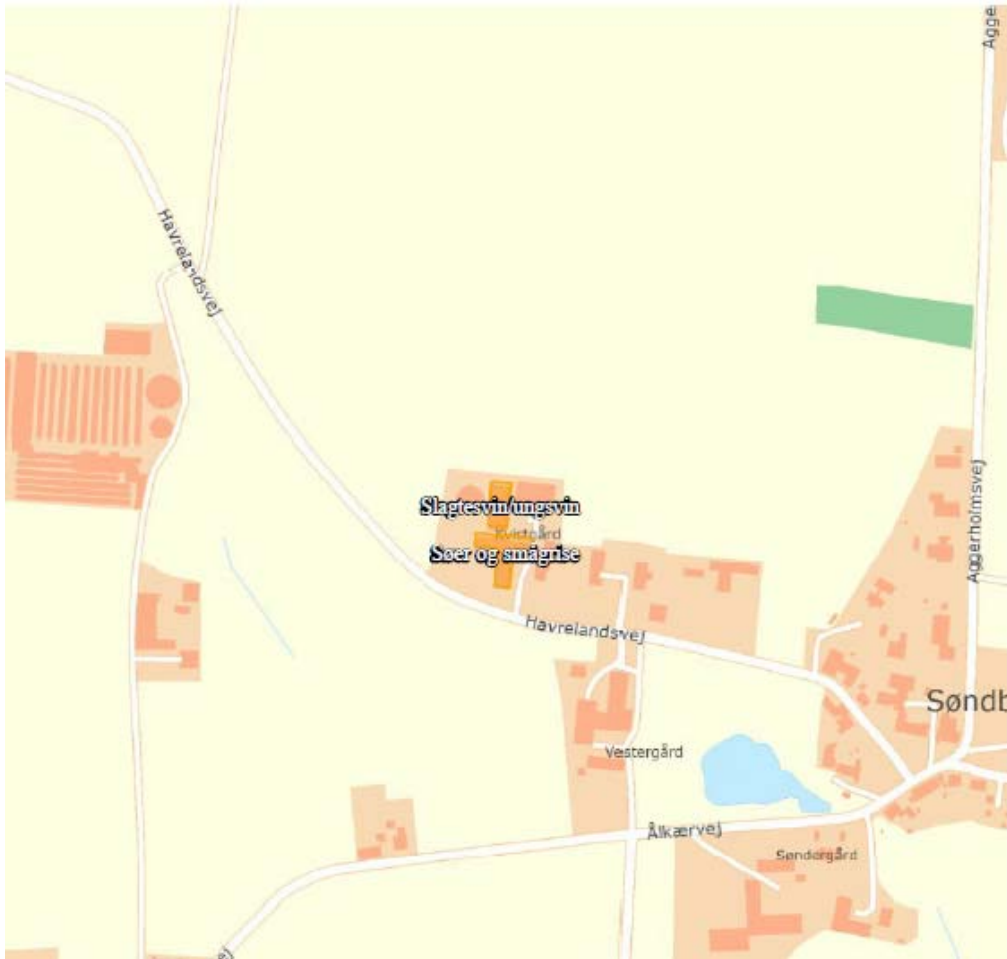 Agge
Havrelandsvej
Aggerholmsvej
Slagtesvin/ungsvin
Kvistgård
Søer og smågrise
Havrelandsvej
Søndb
Vestergård
Ålkærvej
Søndergård